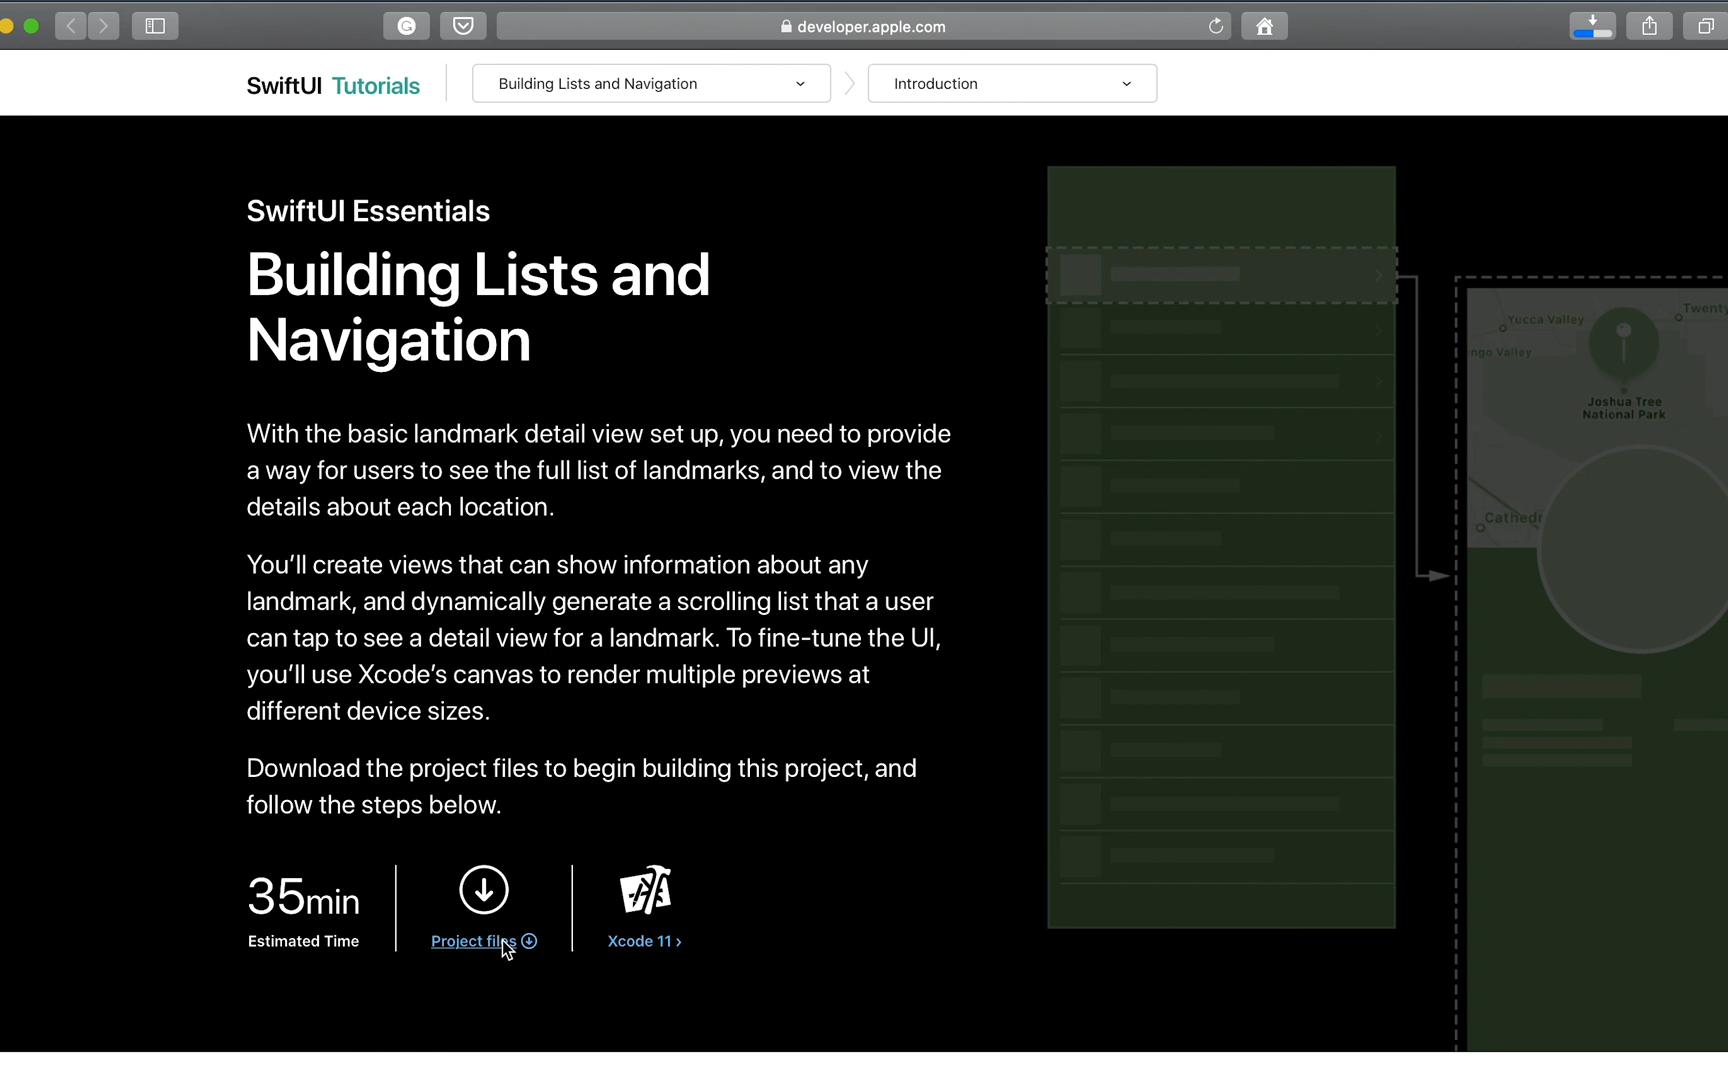 developer.apple.com
SwiftUI Tutorials
Building Lists and Navigation
Introduction
SwiftUI Essentials
Building Lists and
Navigation
With the basic landmark detail view set up, you need to provide
a way for users to see the full list of landmarks, and to view the
details about each location.
You’ll create views that can show information about any
landmark, and dynamically generate a scrolling list that a user
can tap to see a detail view for a landmark. To fine-tune the UI,
you’ll use Xcode’s canvas to render multiple previews at
different device sizes.
Download the project files to begin building this project, and
follow the steps below.
35min
Estimated Time
Project files
Xcode 11 ›
Yucca Valley
Twenty
ngo Valley
Joshua Tree
National Park
Cathedr